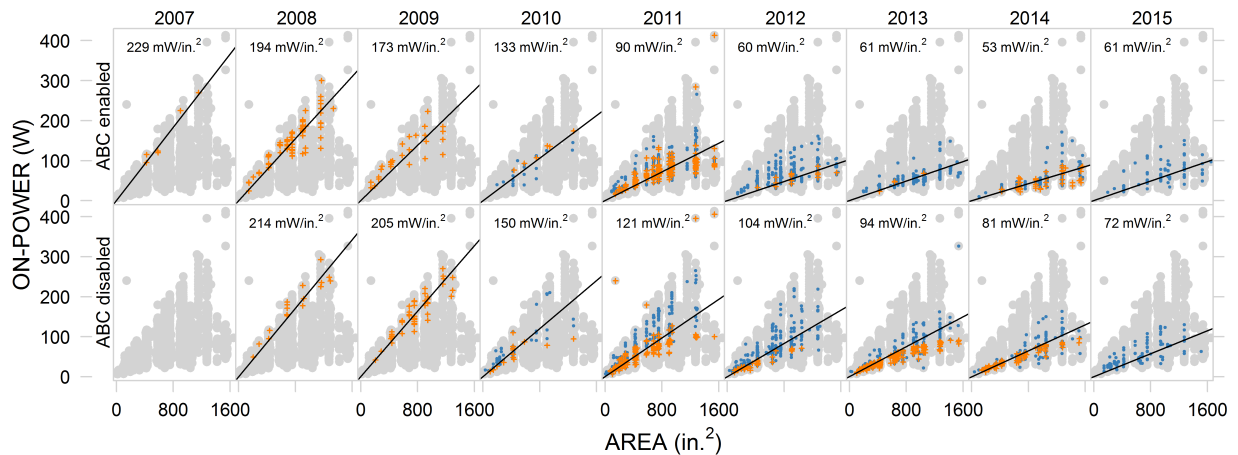 2007 2008 2009 2010 2011 2012 2013 2014 2015
229 mW/in.² 194 mW/in.² 173 mW/in.² 133 mW/in.² 90 mW/in.² 60 mW/in.² 61 mW/in.² 53 mW/in.² 61 mW/in.²
400
300
200
100
0
ABC enabled
ON-POWER (W)
214 mW/in.² 205 mW/in.² 150 mW/in.² 121 mW/in.² 104 mW/in.² 94 mW/in.² 81 mW/in.² 72 mW/in.²
400
300
200
100
0
ABC disabled
0 800 1600 0 800 1600 0 800 1600 0 800 1600 0 800 1600
AREA (in.²)